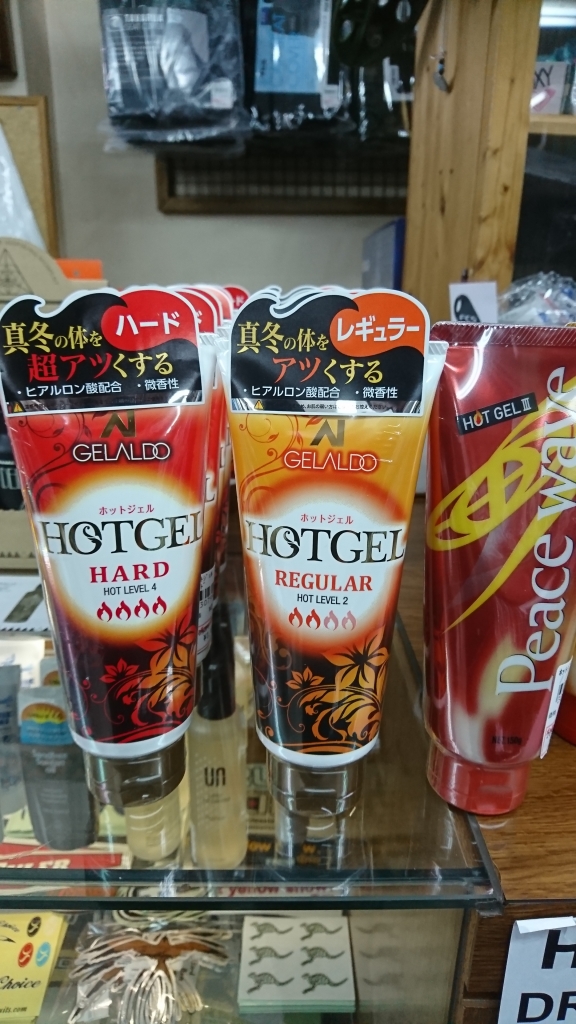 ハード
真冬の体を
超アツくする
・ヒアルロン酸配合 ・微香性
GELALDO
ホットジェル
HOTGEL
HARD
HOT LEVEL 4
レギュラー
真冬の体を
アツくする
・ヒアルロン酸配合 ・微香性
GELALDO
ホットジェル
HOTGEL
REGULAR
HOT LEVEL 2
HOT GEL III
Peace wave
UN
yellow
Choice
H
DR